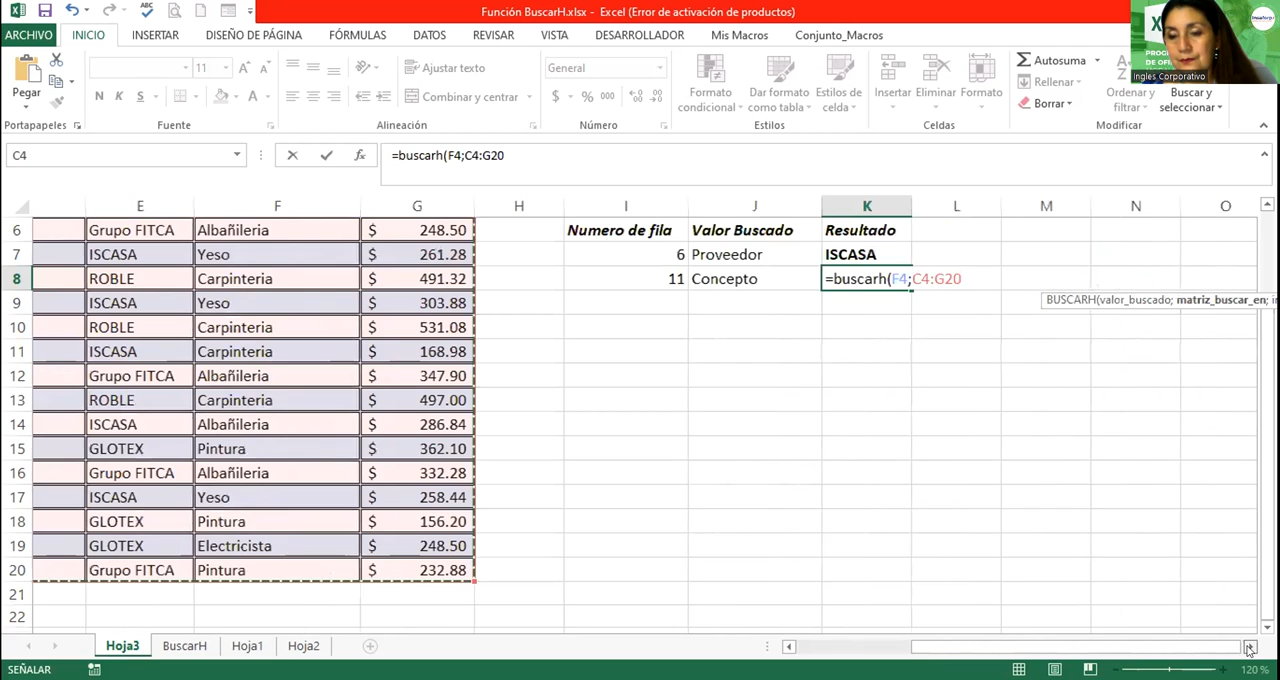 Función BuscarH.xlsx - Excel (Error de activación de productos)
ARCHIVO INICIO INSERTAR DISEÑO DE PÁGINA FÓRMULAS DATOS REVISAR VISTA DESARROLLADOR Mis Macros Conjunto_Macros
Ingles Corporativo
Pegar
N K S
11
Ajustar texto
Combinar y centrar
General
$ % 000
Formato condicional
Dar formato como tabla
Estilos de celda
Insertar Eliminar Formato
Autosuma
Rellenar
Borrar
Ordenar y filtrar
Buscar y seleccionar
Portapapeles Fuente Alineación Número Estilos Celdas Modificar
C4 fx =buscarh(F4;C4:G20
E F G H I J K L M N O
6 Grupo FITCA Albañileria $ 248.50 Numero de fila Valor Buscado Resultado
7 ISCASA Yeso $ 261.28 6 Proveedor ISCASA
8 ROBLE Carpinteria $ 491.32 11 Concepto =buscarh(F4;C4:G20
9 ISCASA Yeso $ 303.88
BUSCARH(valor_buscado; matriz_buscar_en; in
10 ROBLE Carpinteria $ 531.08
11 ISCASA Carpinteria $ 168.98
12 Grupo FITCA Albañileria $ 347.90
13 ROBLE Carpinteria $ 497.00
14 ISCASA Albañileria $ 286.84
15 GLOTEX Pintura $ 362.10
16 Grupo FITCA Albañileria $ 332.28
17 ISCASA Yeso $ 258.44
18 GLOTEX Pintura $ 156.20
19 GLOTEX Electricista $ 248.50
20 Grupo FITCA Pintura $ 232.88
21
22
Hoja3 BuscarH Hoja1 Hoja2
SEÑALAR 120 %